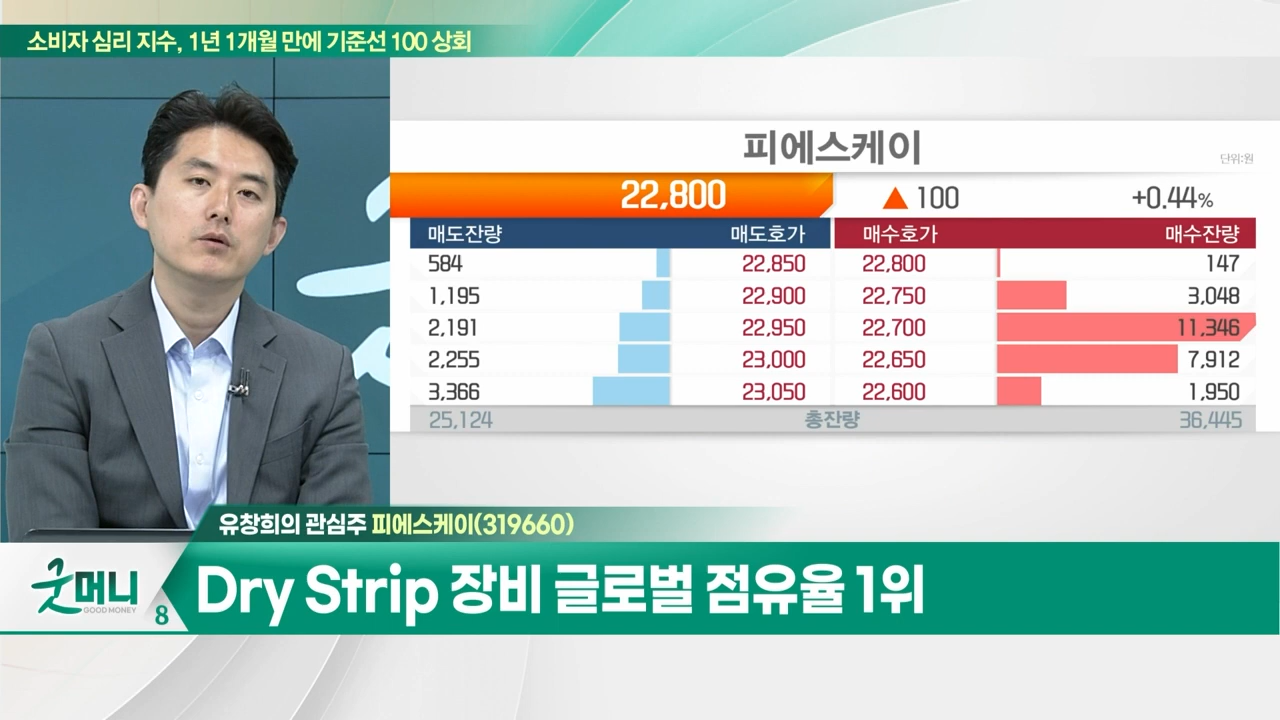 소비자 심리 지수, 1년 1개월 만에 기준선 100 상회
피에스케이
단위:원
22,800 ▲ 100 +0.44%
매도잔량 매도호가 매수호가 매수잔량
584 22,850 22,800 147
1,195 22,900 22,750 3,048
2,191 22,950 22,700 11,346
2,255 23,000 22,650 7,912
3,366 23,050 22,600 1,950
25,124 총잔량 36,445
유창희의 관심주 피에스케이(319660)
굿머니
GOOD MONEY
8
Dry Strip 장비 글로벌 점유율 1위